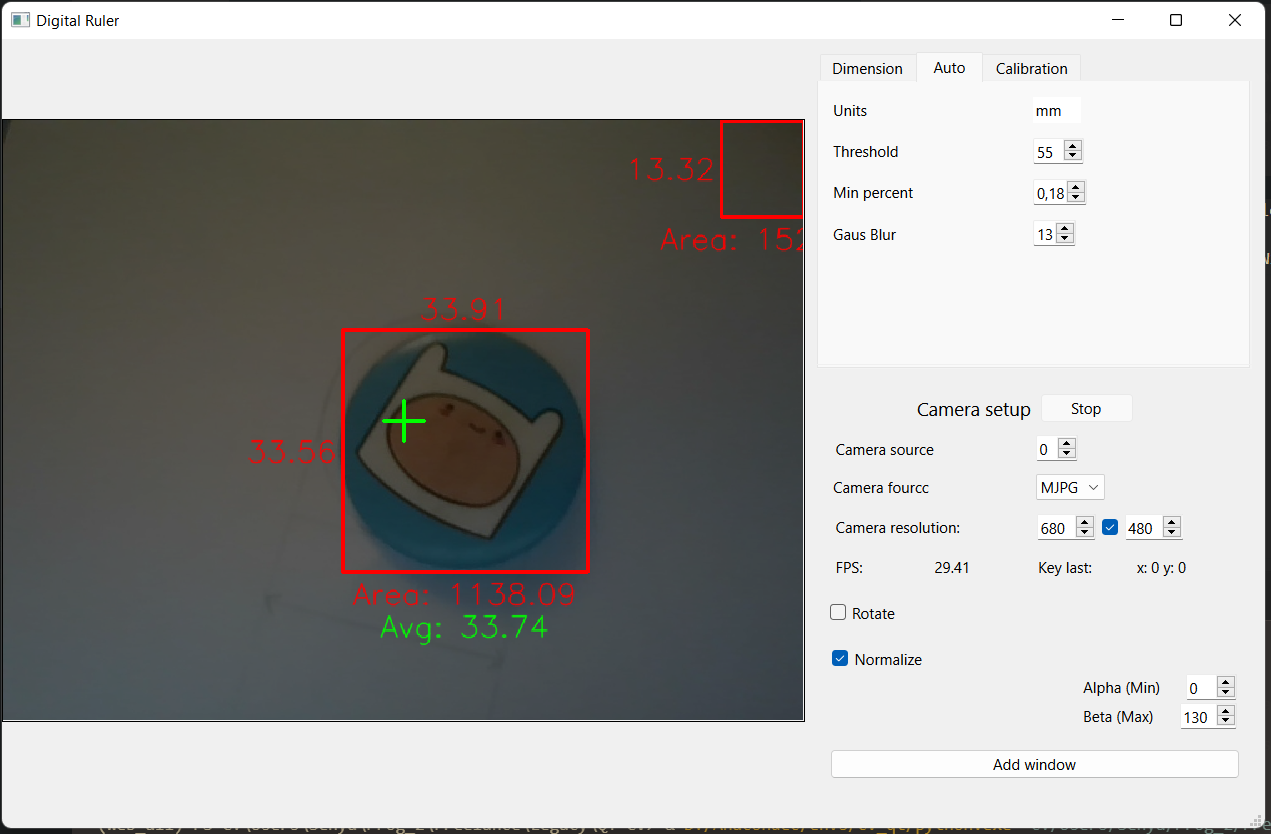 Digital Ruler
Dimension Auto Calibration
Units mm
Threshold 55
Min percent 0,18
Gaus Blur 13
13.32
Area: 152
33.91
33.56
Area: 1138.09
Avg: 33.74
Camera setup Stop
Camera source 0
Camera fourcc MJPG
Camera resolution: 680 480
FPS: 29.41 Key last: x: 0 y: 0
Rotate
Normalize
Alpha (Min) 0
Beta (Max) 130
Add window